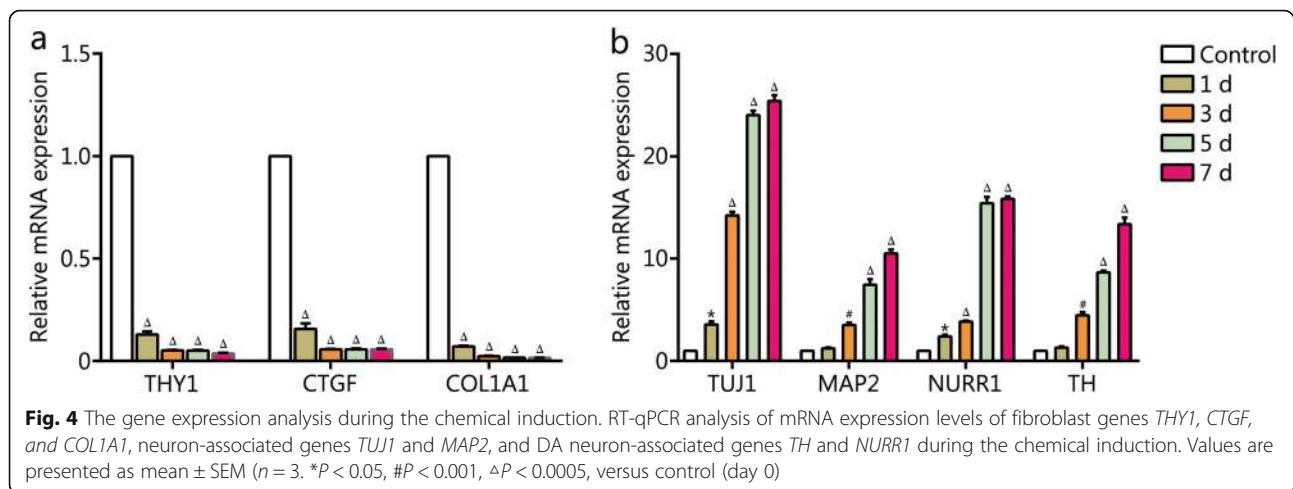 a
1.5
1.0
0.5
0
Relative mRNA expression
Δ
Δ Δ Δ
Δ
Δ Δ Δ
Δ
Δ Δ Δ
THY1 CTGF COL1A1
b
30
20
10
0
Relative mRNA expression
* Δ Δ Δ
# Δ Δ
* Δ Δ Δ
# Δ Δ
TUJ1 MAP2 NURR1 TH
Control
1 d
3 d
5 d
7 d
Fig. 4 The gene expression analysis during the chemical induction. RT-qPCR analysis of mRNA expression levels of fibroblast genes THY1, CTGF,
and COL1A1, neuron-associated genes TUJ1 and MAP2, and DA neuron-associated genes TH and NURR1 during the chemical induction. Values are
presented as mean ± SEM (n = 3. *P < 0.05, #P < 0.001, △P < 0.0005, versus control (day 0)